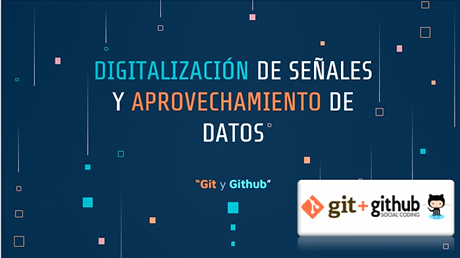 DIGITALIZACIÓN DE SEÑALES
Y APROVECHAMIENTO DE
DATOS
"Git y Github"
git + github
SOCIAL CODING